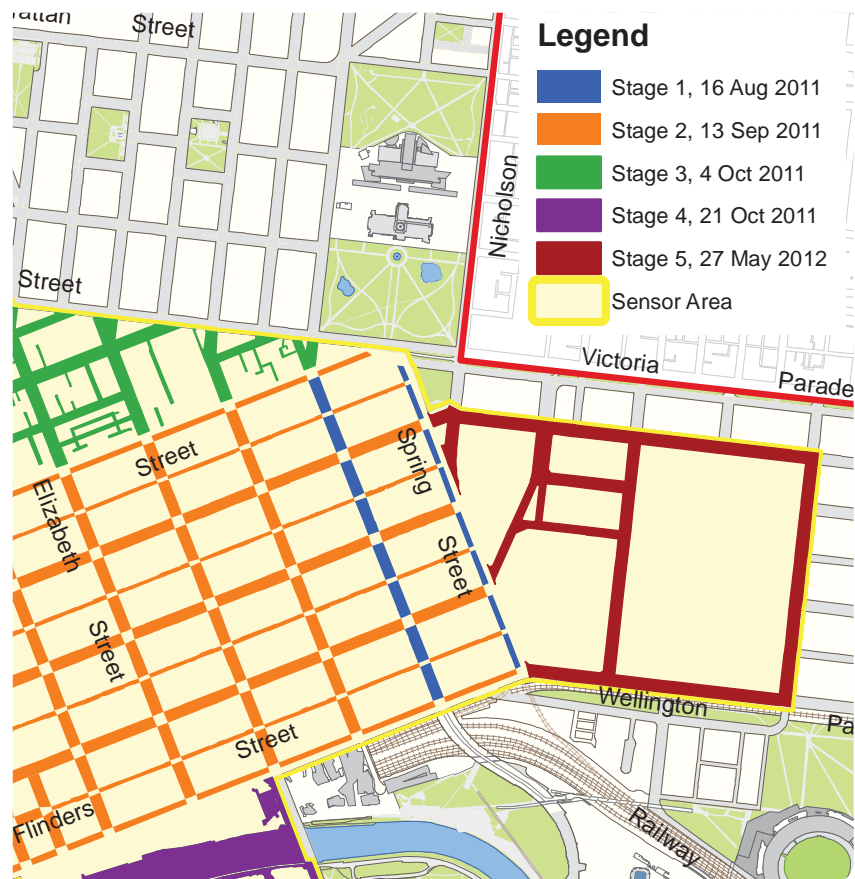 Street
Legend
Stage 1, 16 Aug 2011
Stage 2, 13 Sep 2011
Stage 3, 4 Oct 2011
Stage 4, 21 Oct 2011
Stage 5, 27 May 2012
Sensor Area
Nicholson
Street
Victoria
Parade
Spring
Street
Street
Elizabeth
Street
Wellington
Pa
Street
Flinders
Railway